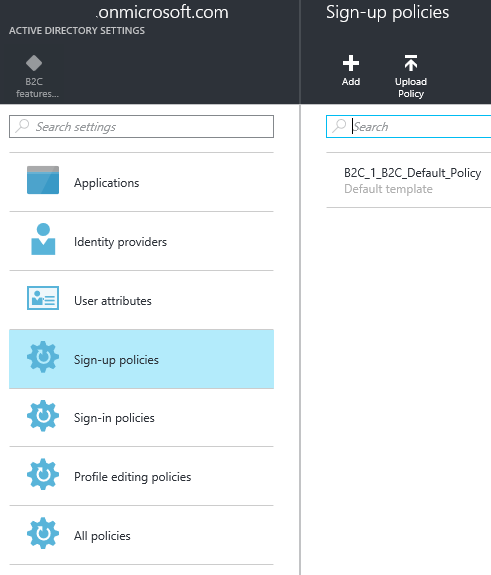 .onmicrosoft.com
ACTIVE DIRECTORY SETTINGS
B2C
features...
Search settings
Applications
Identity providers
User attributes
Sign-up policies
Sign-in policies
Profile editing policies
All policies
Sign-up policies
Add
Upload
Policy
Search
B2C_1_B2C_Default_Policy
Default template